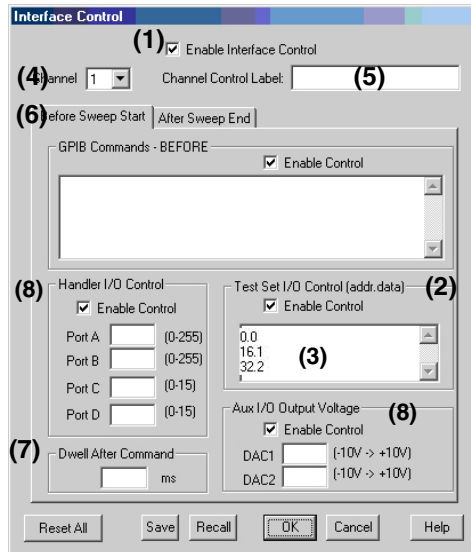 Interface Control
(1) Enable Interface Control
(4) Channel 1 Channel Control Label: (5)
(6) Before Sweep Start After Sweep End
GPIB Commands - BEFORE
Enable Control
(8) Handler I/O Control
Enable Control
Port A (0-255)
Port B (0-255)
Port C (0-15)
Port D (0-15)
Test Set I/O Control (addr.data) (2)
Enable Control
0.0
16.1 (3)
32.2
(7) Dwell After Command
ms
Aux I/O Output Voltage (8)
Enable Control
DAC1 (-10V -> +10V)
DAC2 (-10V -> +10V)
Reset All Save Recall OK Cancel Help